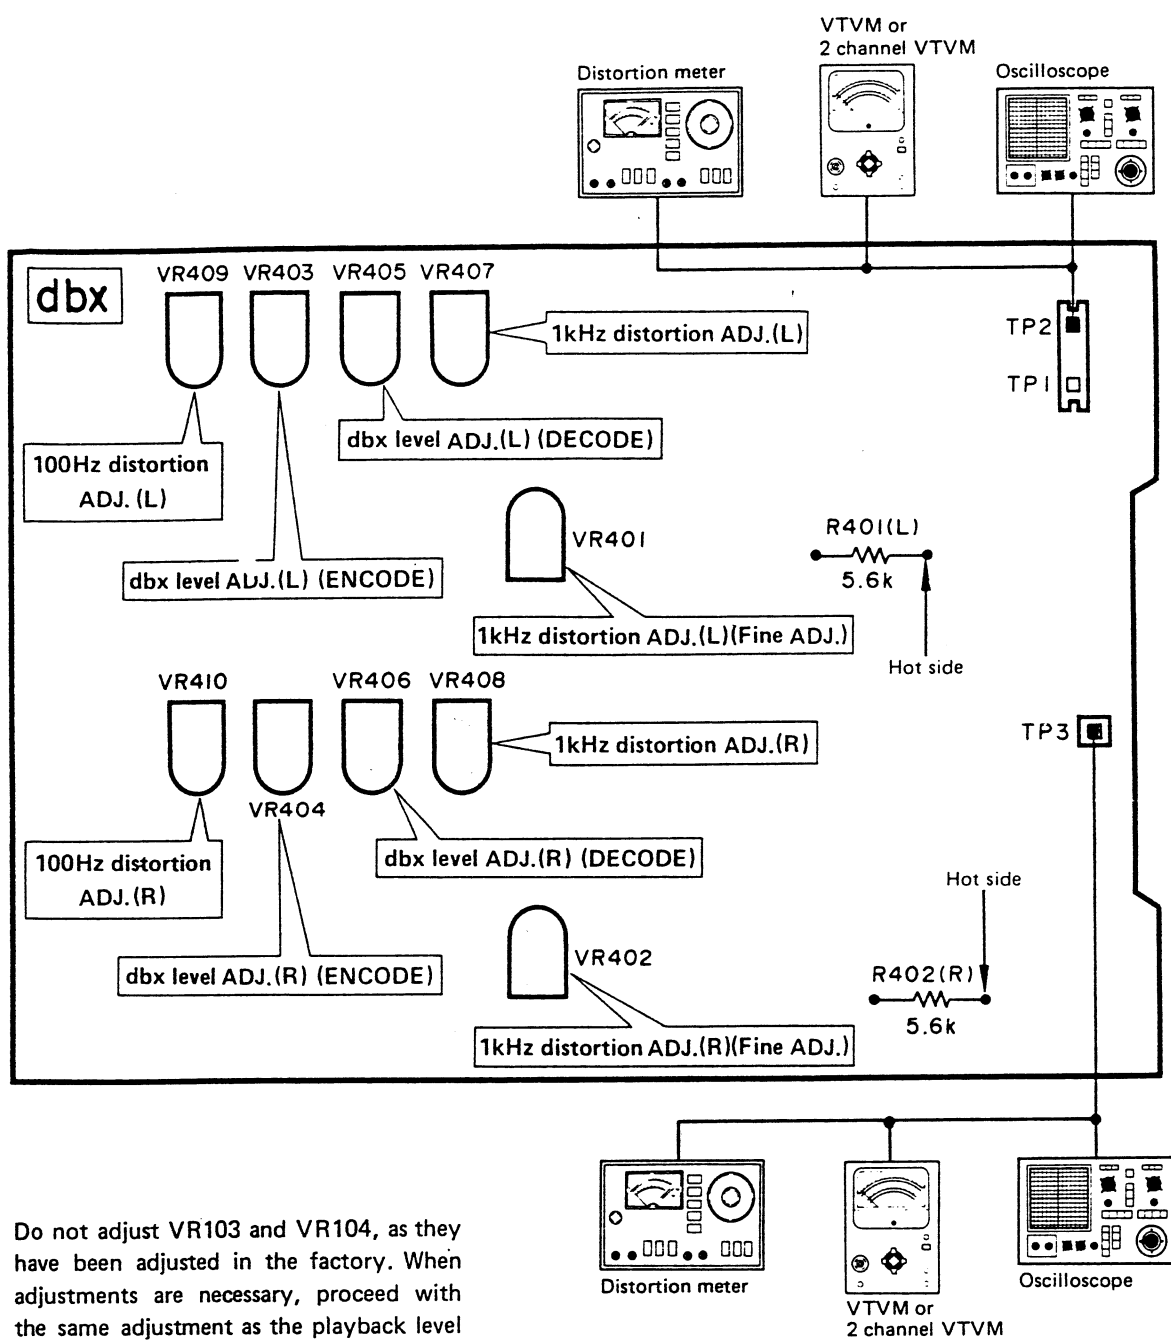 VTVM or
2 channel VTVM
Distortion meter
Oscilloscope
dbx
VR409 VR403 VR405 VR407
1kHz distortion ADJ.(L)
TP2
TP1
dbx level ADJ.(L) (DECODE)
100Hz distortion
ADJ. (L)
VR401
R401(L)
5.6k
dbx level ADJ.(L) (ENCODE)
1kHz distortion ADJ.(L)(Fine ADJ.)
Hot side
VR410
VR406 VR408
TP3
1kHz distortion ADJ.(R)
VR404
100Hz distortion
ADJ.(R)
dbx level ADJ.(R) (DECODE)
Hot side
VR402
R402(R)
5.6k
dbx level ADJ.(R) (ENCODE)
1kHz distortion ADJ.(R)(Fine ADJ.)
Do not adjust VR103 and VR104, as they
have been adjusted in the factory. When
adjustments are necessary, proceed with
the same adjustment as the playback level
Distortion meter
VTVM or
2 channel VTVM
Oscilloscope